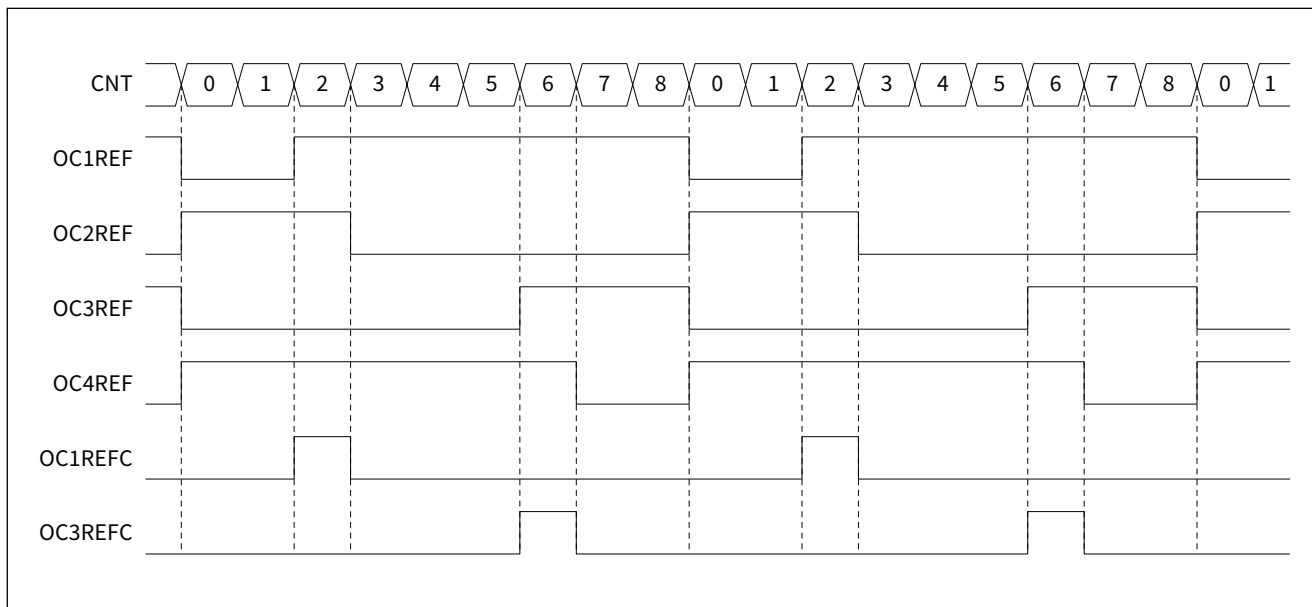 CNT 0 1 2 3 4 5 6 7 8 0 1 2 3 4 5 6 7 8 0 1
OC1REF
OC2REF
OC3REF
OC4REF
OC1REFC
OC3REFC